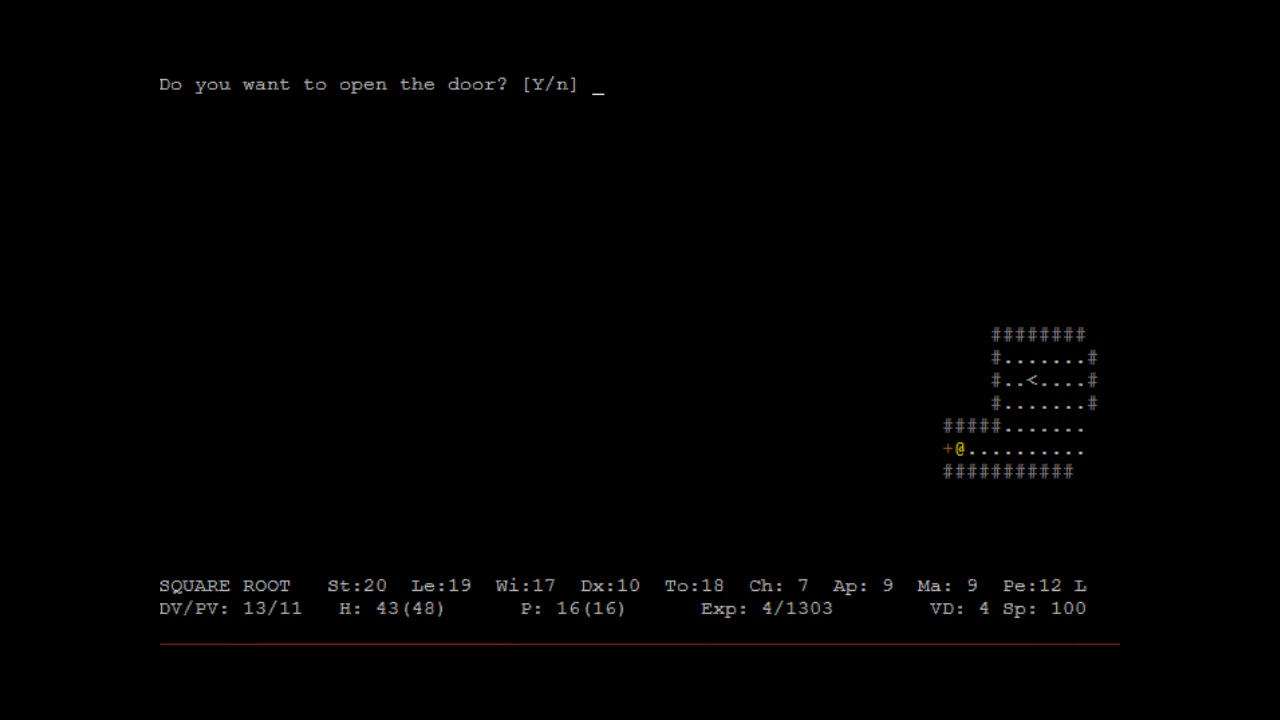 Do you want to open the door? [Y/n] _
########
#.......#
#..<....#
#.......#
#####.......
+@..........
###########
SQUARE ROOT St:20 Le:19 Wi:17 Dx:10 To:18 Ch: 7 Ap: 9 Ma: 9 Pe:12 L
DV/PV: 13/11 H: 43(48) P: 16(16) Exp: 4/1303 VD: 4 Sp: 100